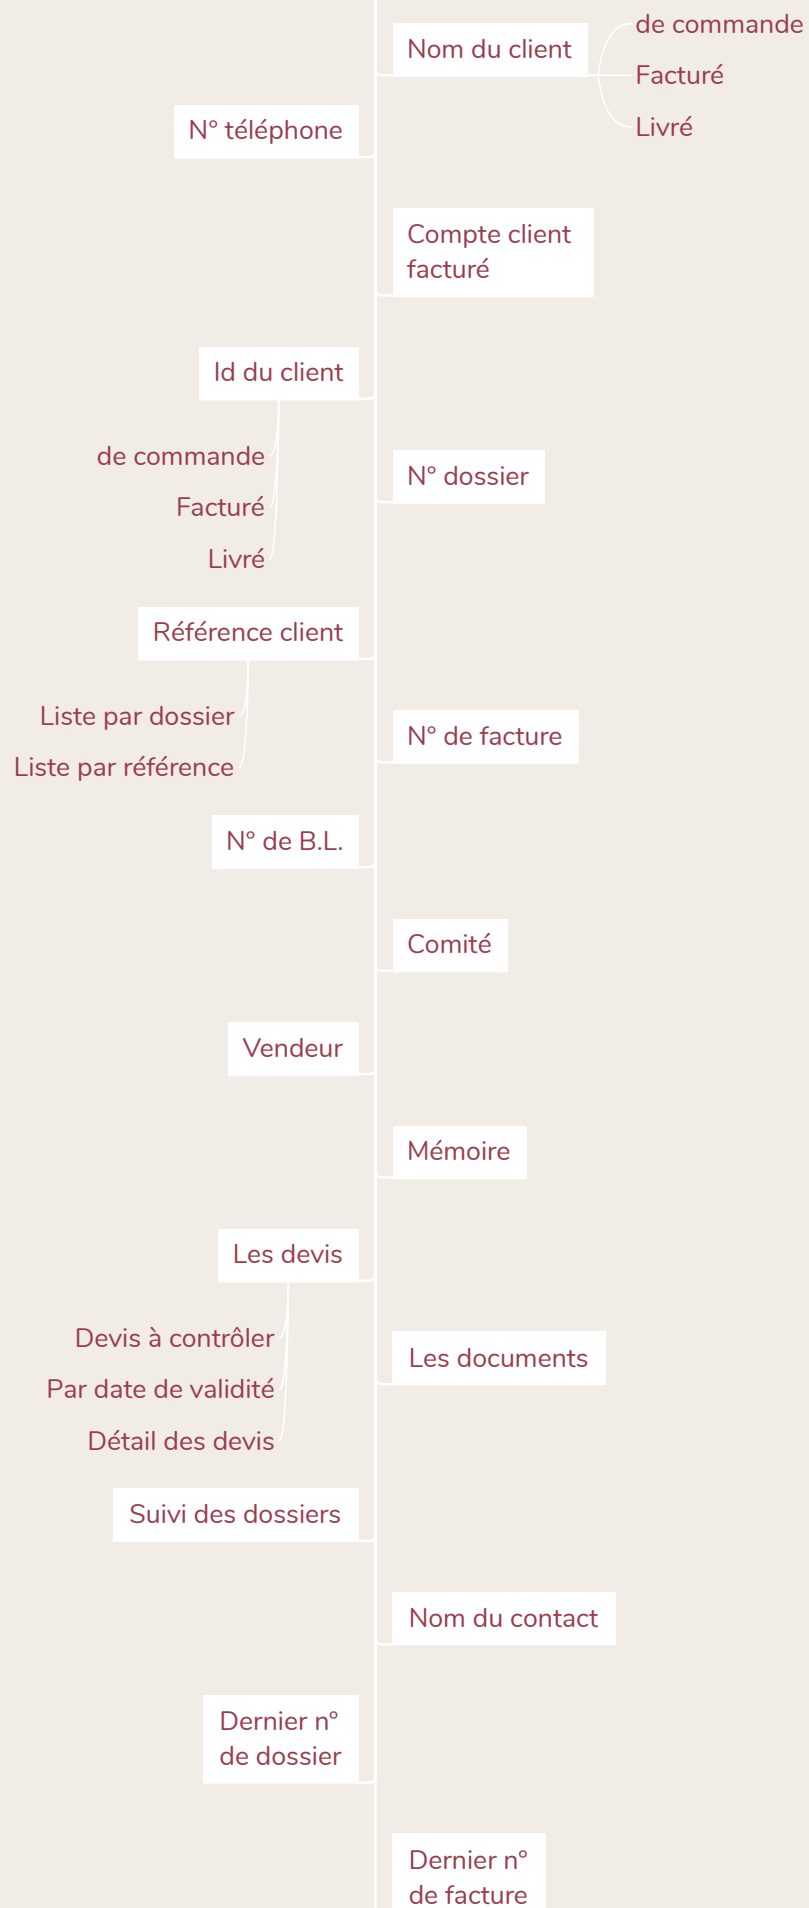 Nom du client
de commande
Facturé
Livré
N° téléphone
Compte client
facturé
Id du client
de commande
Facturé
Livré
N° dossier
Référence client
Liste par dossier
Liste par référence
N° de facture
N° de B.L.
Comité
Vendeur
Mémoire
Les devis
Devis à contrôler
Par date de validité
Détail des devis
Les documents
Suivi des dossiers
Nom du contact
Dernier n°
de dossier
Dernier n°
de facture